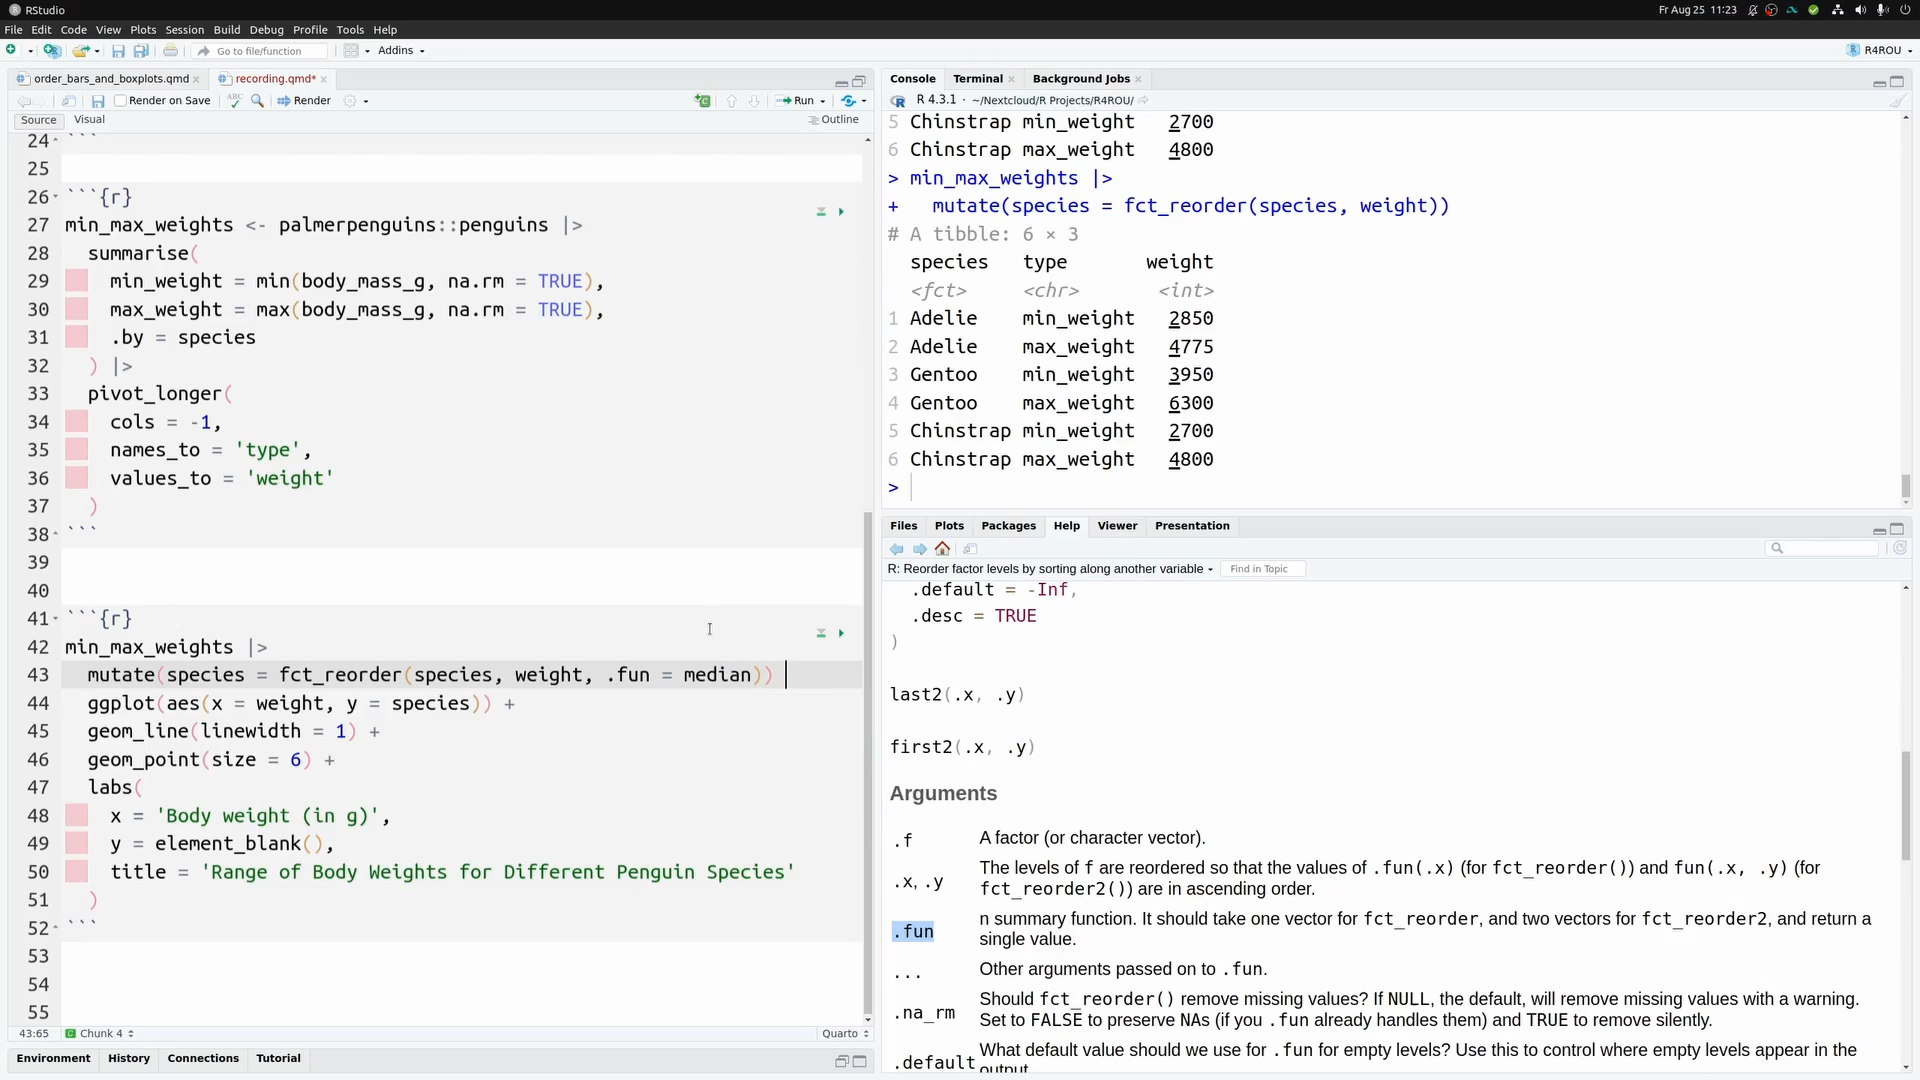 RStudio
Fr Aug 25 11:23
File Edit Code View Plots Session Build Debug Profile Tools Help
Go to file/function
Addins
R4ROU
order_bars_and_boxplots.qmd
recording.qmd*
Render on Save
ABC
Render
Run
Source Visual
Outline
24 ```
25
26 ```{r}
27 min_max_weights <- palmerpenguins::penguins |>
28 summarise(
29 min_weight = min(body_mass_g, na.rm = TRUE),
30 max_weight = max(body_mass_g, na.rm = TRUE),
31 .by = species
32 ) |>
33 pivot_longer(
34 cols = -1,
35 names_to = 'type',
36 values_to = 'weight'
37 )
38 ```
39
40
41 ```{r}
42 min_max_weights |>
43 mutate(species = fct_reorder(species, weight, .fun = median))
44 ggplot(aes(x = weight, y = species)) +
45 geom_line(linewidth = 1) +
46 geom_point(size = 6) +
47 labs(
48 x = 'Body weight (in g)',
49 y = element_blank(),
50 title = 'Range of Body Weights for Different Penguin Species'
51 )
52 ```
53
54
55
43:65 Chunk 4
Quarto
Environment History Connections Tutorial
Console Terminal Background Jobs
R 4.3.1 · ~/Nextcloud/R Projects/R4ROU/
5 Chinstrap min_weight 2700
6 Chinstrap max_weight 4800
> min_max_weights |>
+ mutate(species = fct_reorder(species, weight))
# A tibble: 6 × 3
species type weight
<fct> <chr> <int>
1 Adelie min_weight 2850
2 Adelie max_weight 4775
3 Gentoo min_weight 3950
4 Gentoo max_weight 6300
5 Chinstrap min_weight 2700
6 Chinstrap max_weight 4800
>
Files Plots Packages Help Viewer Presentation
R: Reorder factor levels by sorting along another variable
Find in Topic
.default = -Inf,
.desc = TRUE
)
last2(.x, .y)
first2(.x, .y)
Arguments
.f A factor (or character vector).
.x, .y The levels of f are reordered so that the values of .fun(.x) (for fct_reorder()) and fun(.x, .y) (for
fct_reorder2()) are in ascending order.
.fun n summary function. It should take one vector for fct_reorder, and two vectors for fct_reorder2, and return a
single value.
... Other arguments passed on to .fun.
.na_rm Should fct_reorder() remove missing values? If NULL, the default, will remove missing values with a warning.
Set to FALSE to preserve NAs (if you .fun already handles them) and TRUE to remove silently.
.default What default value should we use for .fun for empty levels? Use this to control where empty levels appear in the
output.